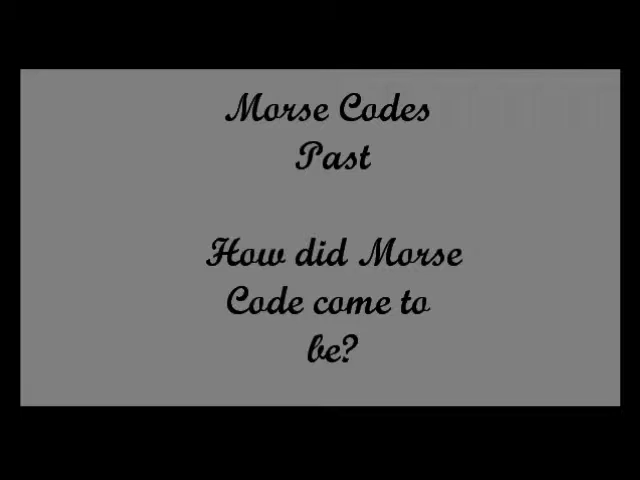 Morse Codes
Past
How did Morse
Code come to
be?